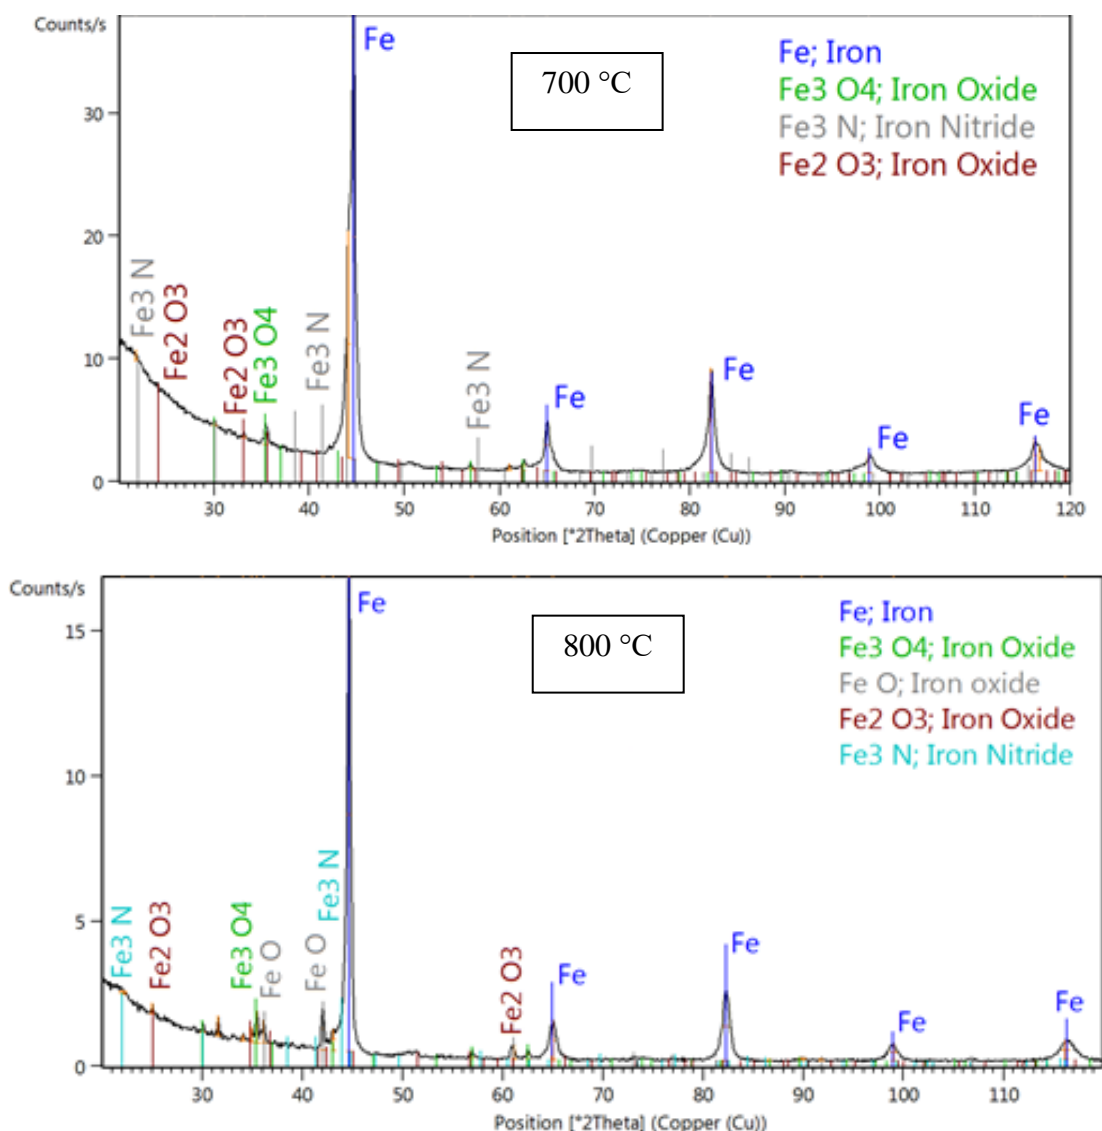 Counts/s
Fe
700 °C
Fe; Iron
Fe3 O4; Iron Oxide
Fe3 N; Iron Nitride
Fe2 O3; Iron Oxide
30
20
10
0
Fe3 N
Fe2 O3
Fe2 O3
Fe3 O4
Fe3 N
Fe3 N
Fe
Fe
Fe
Fe
30 40 50 60 70 80 90 100 110 120
Position [°2Theta] (Copper (Cu))
Counts/s
Fe
800 °C
Fe; Iron
Fe3 O4; Iron Oxide
Fe O; Iron oxide
Fe2 O3; Iron Oxide
Fe3 N; Iron Nitride
15
10
5
0
Fe3 N
Fe2 O3
Fe3 O4
Fe O
Fe O
Fe3 N
Fe2 O3
Fe
Fe
Fe
Fe
30 40 50 60 70 80 90 100 110
Position [°2Theta] (Copper (Cu))